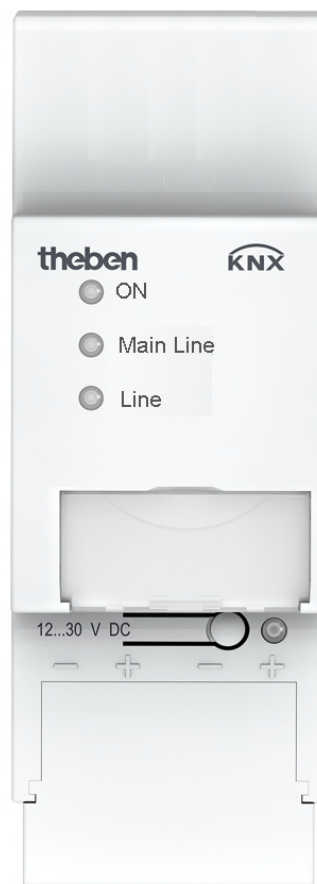 theben KNX
ON
Main Line
Line
12...30 V DC
− + − +